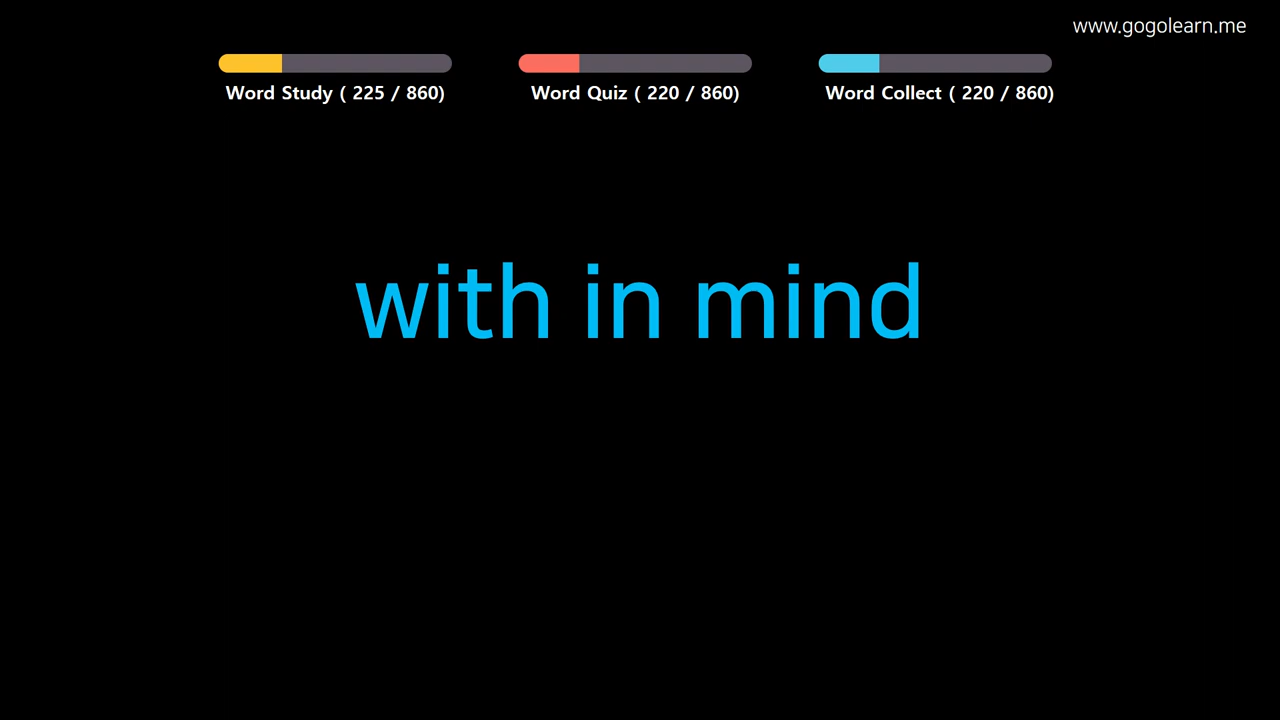 www.gogolearn.me
Word Study ( 225 / 860)
Word Quiz ( 220 / 860)
Word Collect ( 220 / 860)
with in mind